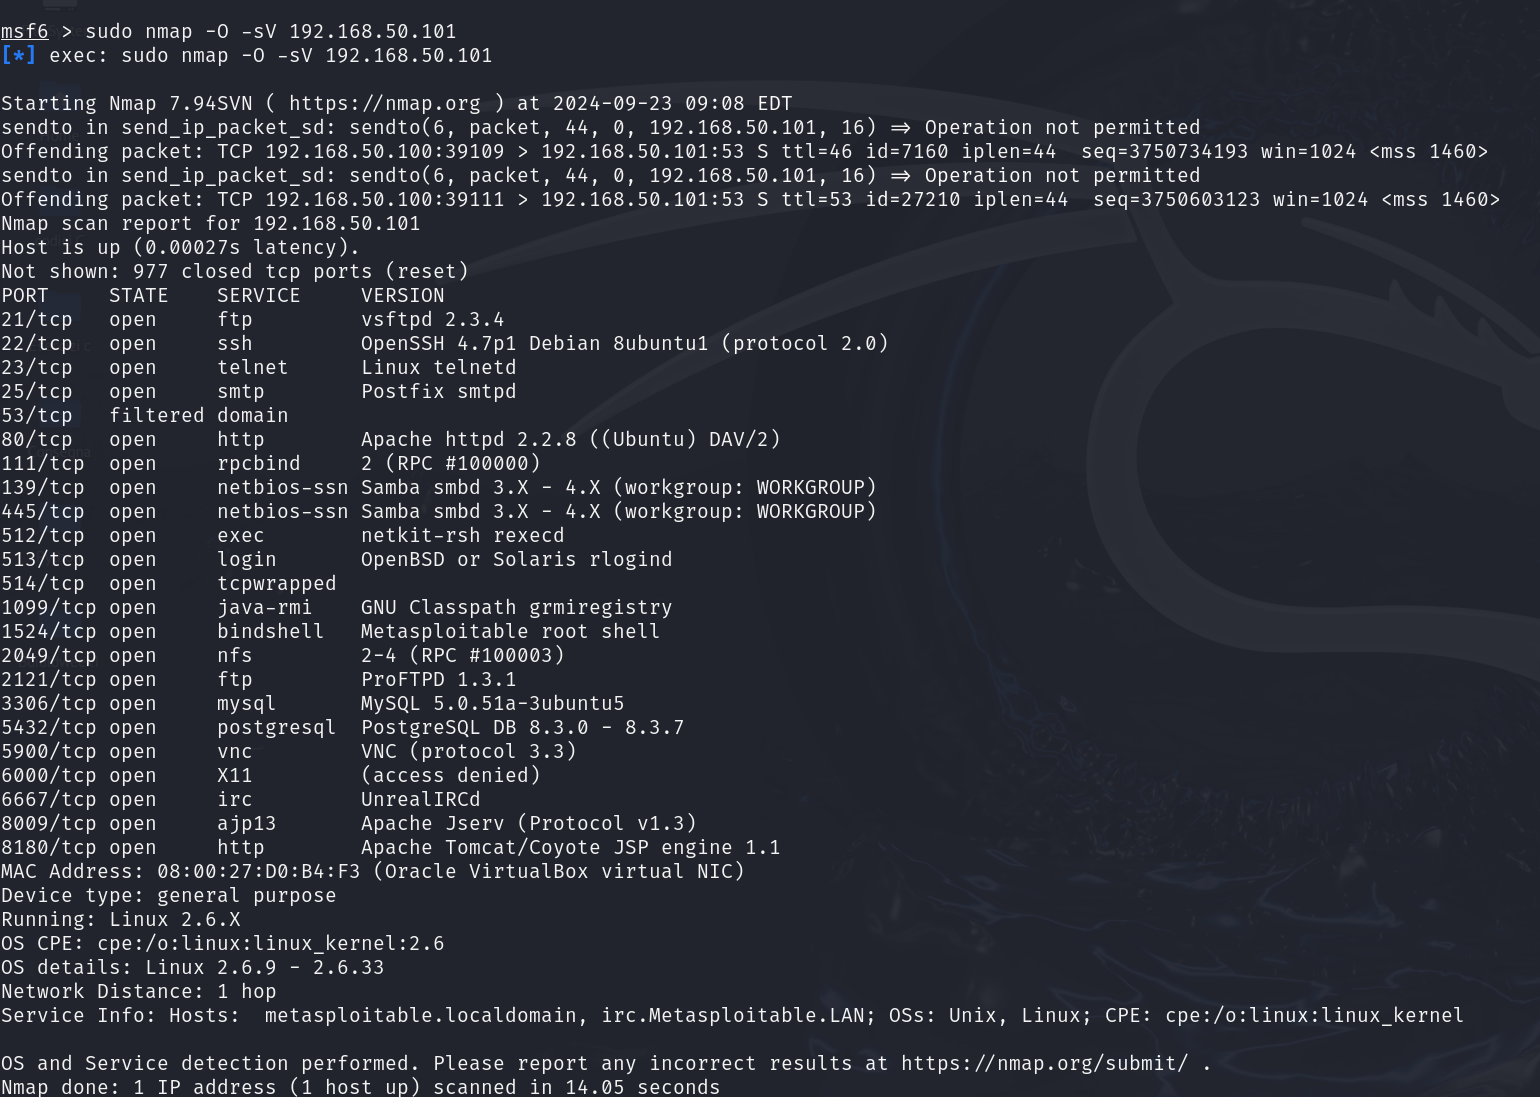 msf6 > sudo nmap -O -sV 192.168.50.101
[*] exec: sudo nmap -O -sV 192.168.50.101
Starting Nmap 7.94SVN ( https://nmap.org ) at 2024-09-23 09:08 EDT
sendto in send_ip_packet_sd: sendto(6, packet, 44, 0, 192.168.50.101, 16) => Operation not permitted
Offending packet: TCP 192.168.50.100:39109 > 192.168.50.101:53 S ttl=46 id=7160 iplen=44  seq=3750734193 win=1024 <mss 1460>
sendto in send_ip_packet_sd: sendto(6, packet, 44, 0, 192.168.50.101, 16) => Operation not permitted
Offending packet: TCP 192.168.50.100:39111 > 192.168.50.101:53 S ttl=53 id=27210 iplen=44  seq=3750603123 win=1024 <mss 1460>
Nmap scan report for 192.168.50.101
Host is up (0.00027s latency).
Not shown: 977 closed tcp ports (reset)
PORT     STATE    SERVICE     VERSION
21/tcp   open     ftp         vsftpd 2.3.4
22/tcp   open     ssh         OpenSSH 4.7p1 Debian 8ubuntu1 (protocol 2.0)
23/tcp   open     telnet      Linux telnetd
25/tcp   open     smtp        Postfix smtpd
53/tcp   filtered domain
80/tcp   open     http        Apache httpd 2.2.8 ((Ubuntu) DAV/2)
111/tcp  open     rpcbind     2 (RPC #100000)
139/tcp  open     netbios-ssn Samba smbd 3.X - 4.X (workgroup: WORKGROUP)
445/tcp  open     netbios-ssn Samba smbd 3.X - 4.X (workgroup: WORKGROUP)
512/tcp  open     exec        netkit-rsh rexecd
513/tcp  open     login       OpenBSD or Solaris rlogind
514/tcp  open     tcpwrapped
1099/tcp open     java-rmi    GNU Classpath grmiregistry
1524/tcp open     bindshell   Metasploitable root shell
2049/tcp open     nfs         2-4 (RPC #100003)
2121/tcp open     ftp         ProFTPD 1.3.1
3306/tcp open     mysql       MySQL 5.0.51a-3ubuntu5
5432/tcp open     postgresql  PostgreSQL DB 8.3.0 - 8.3.7
5900/tcp open     vnc         VNC (protocol 3.3)
6000/tcp open     X11         (access denied)
6667/tcp open     irc         UnrealIRCd
8009/tcp open     ajp13       Apache Jserv (Protocol v1.3)
8180/tcp open     http        Apache Tomcat/Coyote JSP engine 1.1
MAC Address: 08:00:27:D0:B4:F3 (Oracle VirtualBox virtual NIC)
Device type: general purpose
Running: Linux 2.6.X
OS CPE: cpe:/o:linux:linux_kernel:2.6
OS details: Linux 2.6.9 - 2.6.33
Network Distance: 1 hop
Service Info: Hosts:  metasploitable.localdomain, irc.Metasploitable.LAN; OSs: Unix, Linux; CPE: cpe:/o:linux:linux_kernel
OS and Service detection performed. Please report any incorrect results at https://nmap.org/submit/ .
Nmap done: 1 IP address (1 host up) scanned in 14.05 seconds